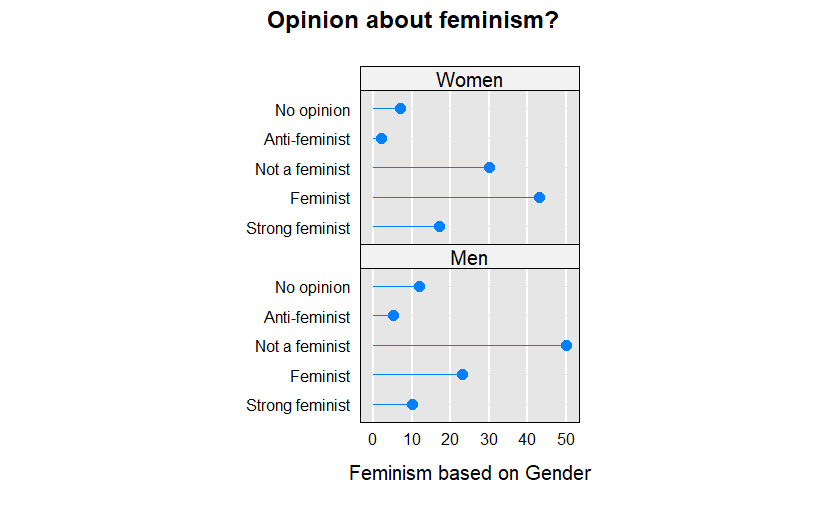 Opinion about feminism?
Women
No opinion
Anti-feminist
Not a feminist
Feminist
Strong feminist
Men
No opinion
Anti-feminist
Not a feminist
Feminist
Strong feminist
0 10 20 30 40 50
Feminism based on Gender